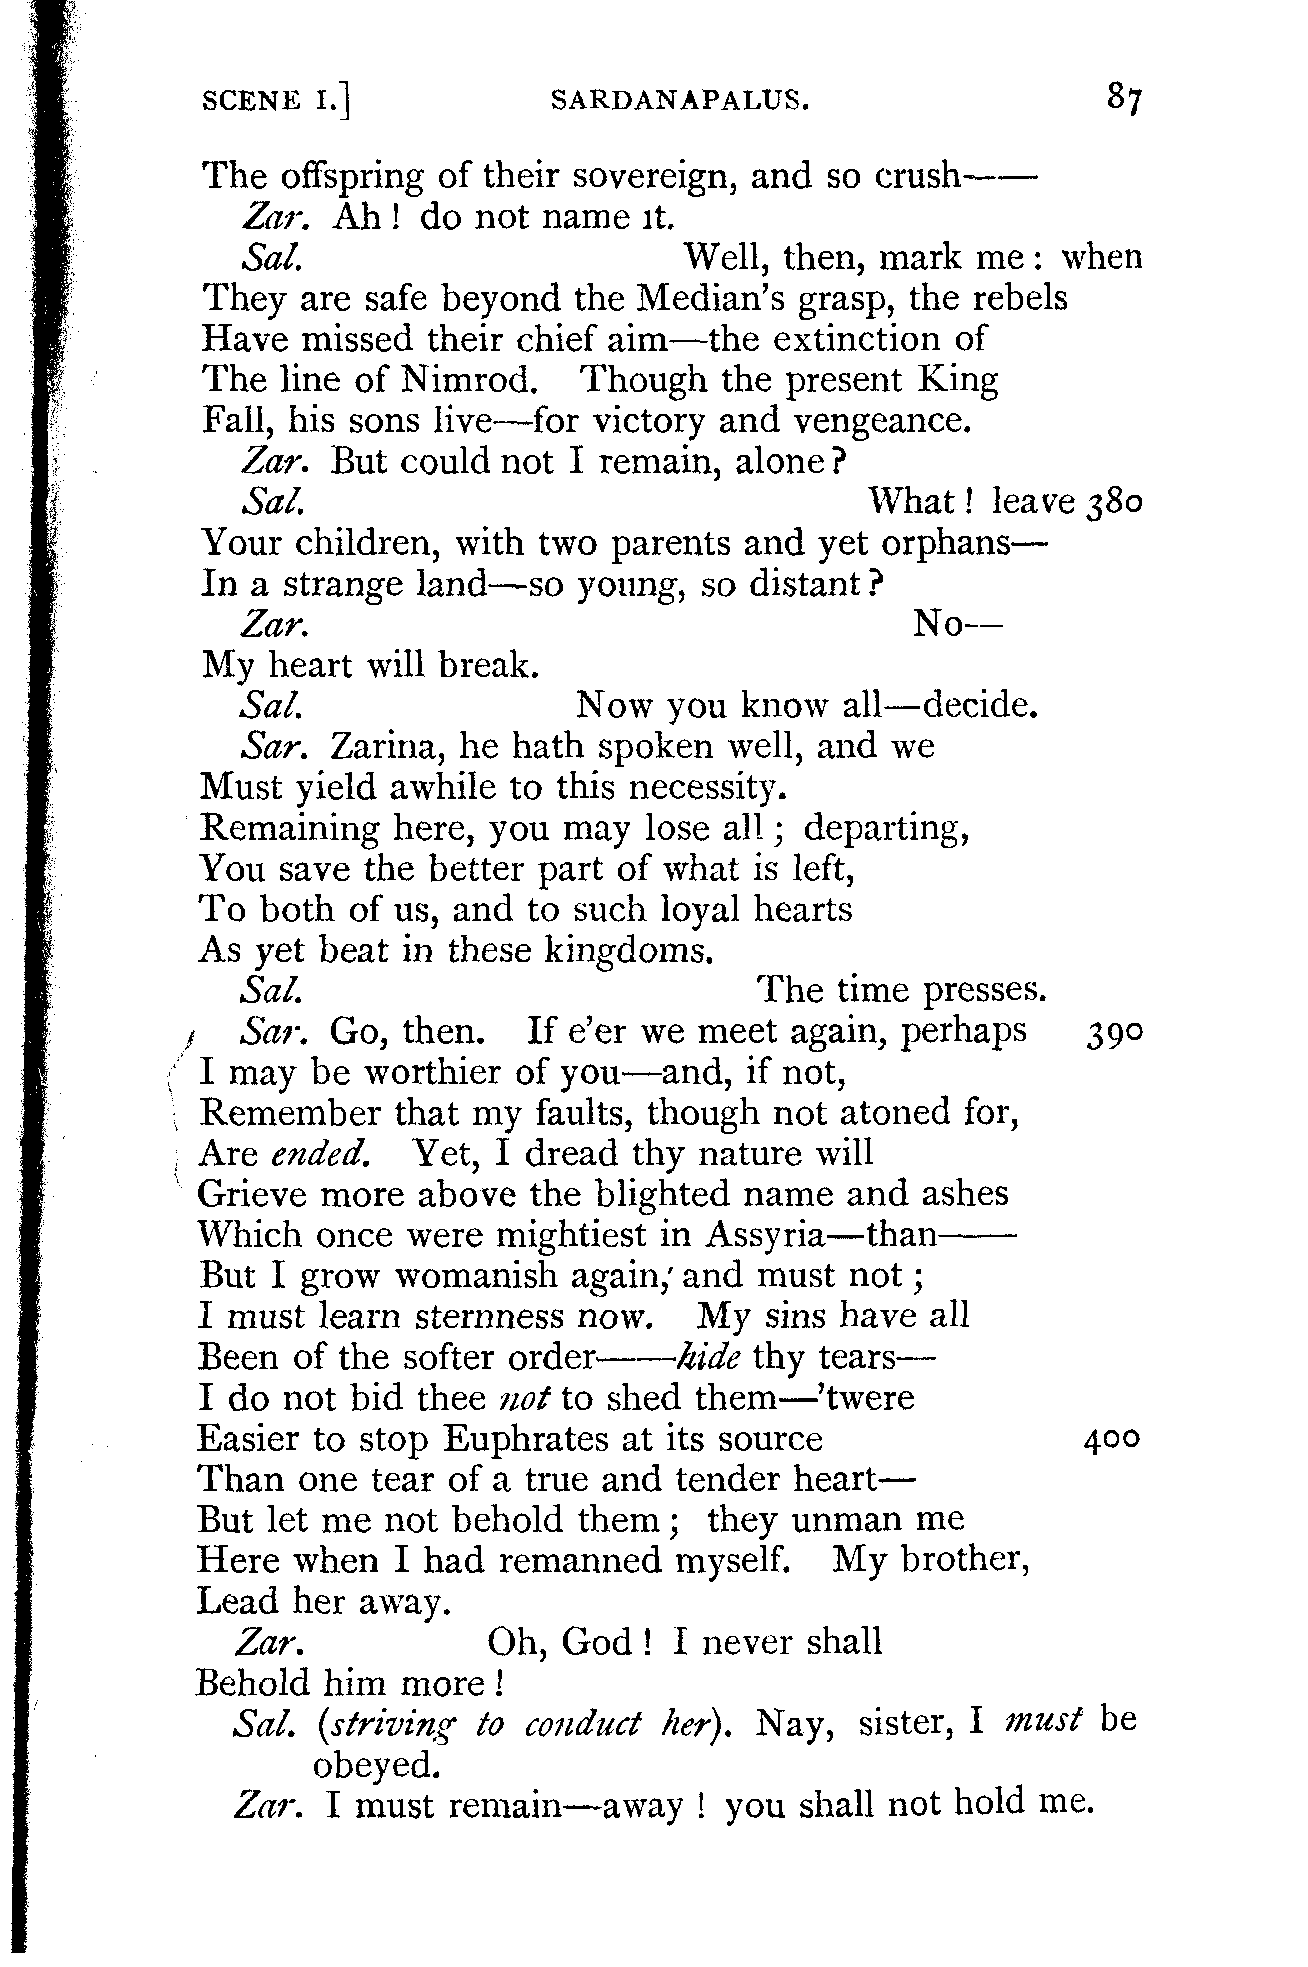 SCENE I.] SARDANAPALUS. 87
The offspring of their sovereign, and so crush——
Zar. Ah! do not name it.
Sal. Well, then, mark me: when
They are safe beyond the Median's grasp, the rebels
Have missed their chief aim—the extinction of
The line of Nimrod. Though the present King
Fall, his sons live—for victory and vengeance.
Zar. But could not I remain, alone?
Sal. What! leave 380
Your children, with two parents and yet orphans—
In a strange land—so young, so distant?
Zar. No—
My heart will break.
Sal. Now you know all—decide.
Sar. Zarina, he hath spoken well, and we
Must yield awhile to this necessity.
Remaining here, you may lose all; departing,
You save the better part of what is left,
To both of us, and to such loyal hearts
As yet beat in these kingdoms.
Sal. The time presses.
Sar. Go, then. If e'er we meet again, perhaps 390
I may be worthier of you—and, if not,
Remember that my faults, though not atoned for,
Are ended. Yet, I dread thy nature will
Grieve more above the blighted name and ashes
Which once were mightiest in Assyria—than——
But I grow womanish again, and must not;
I must learn sternness now. My sins have all
Been of the softer order——hide thy tears—
I do not bid thee not to shed them—'twere
Easier to stop Euphrates at its source 400
Than one tear of a true and tender heart—
But let me not behold them; they unman me
Here when I had remanned myself. My brother,
Lead her away.
Zar. Oh, God! I never shall
Behold him more!
Sal. (striving to conduct her). Nay, sister, I must be
obeyed.
Zar. I must remain—away! you shall not hold me.